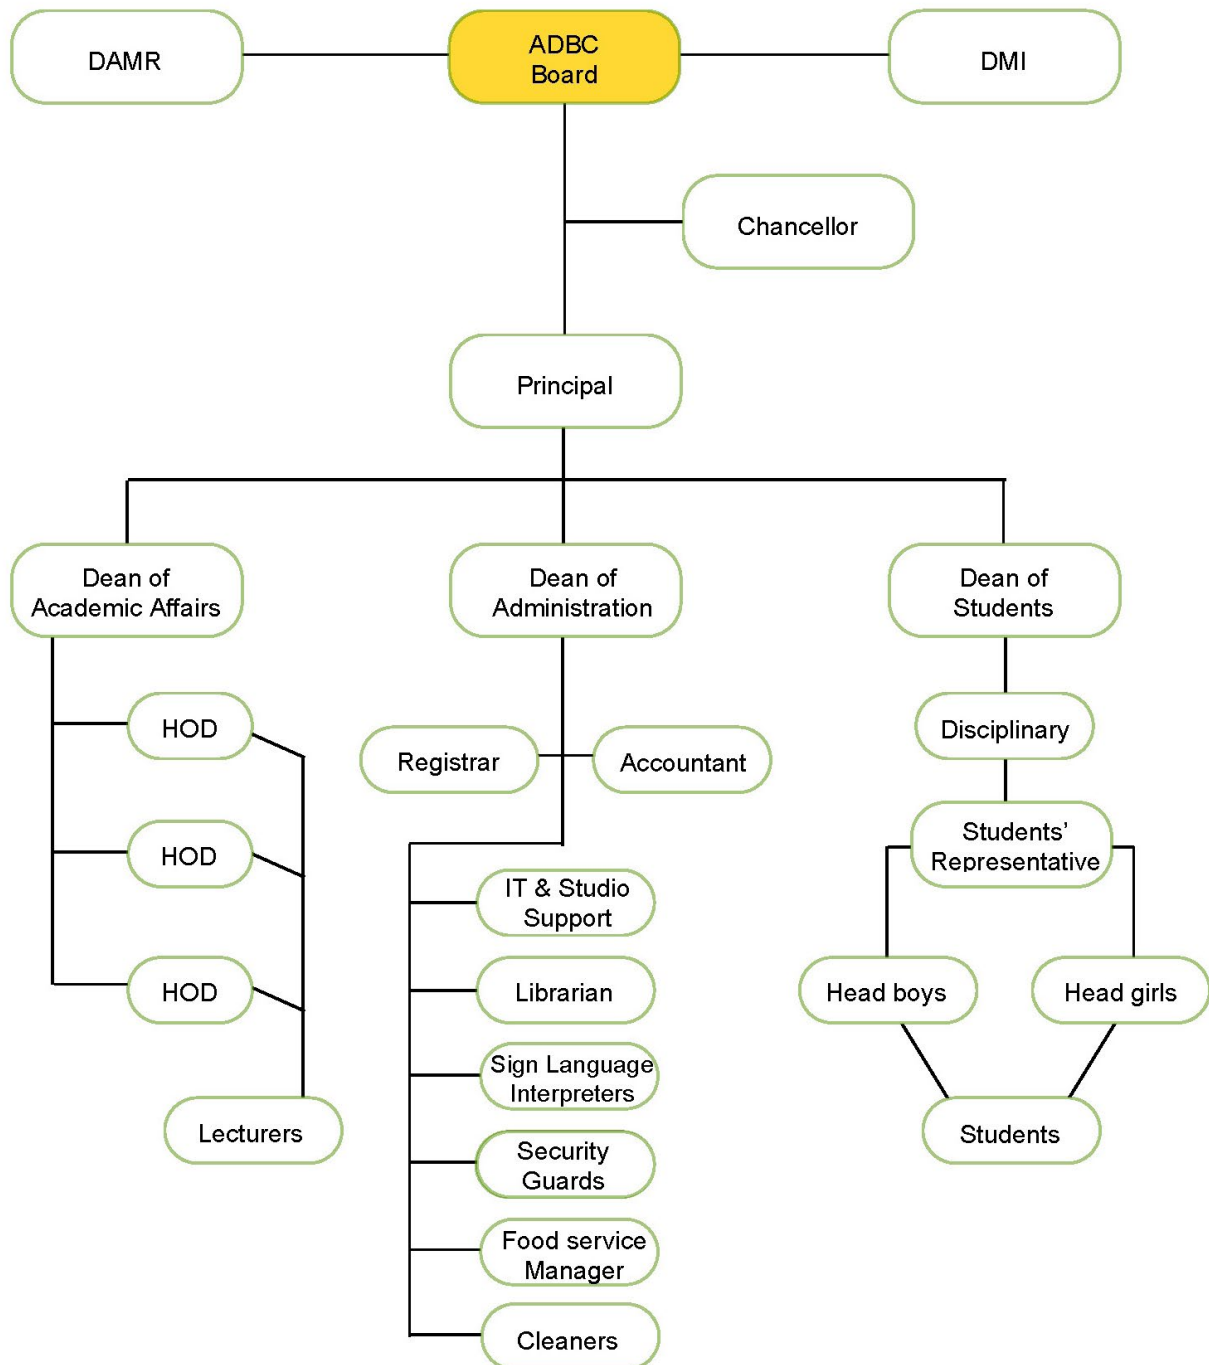 DAMR
ADBC
Board
DMI
Chancellor
Principal
Dean of
Academic Affairs
Dean of
Administration
Dean of
Students
HOD
HOD
HOD
Lecturers
Registrar
Accountant
IT & Studio
Support
Librarian
Sign Language
Interpreters
Security
Guards
Food service
Manager
Cleaners
Disciplinary
Students’
Representative
Head boys
Head girls
Students